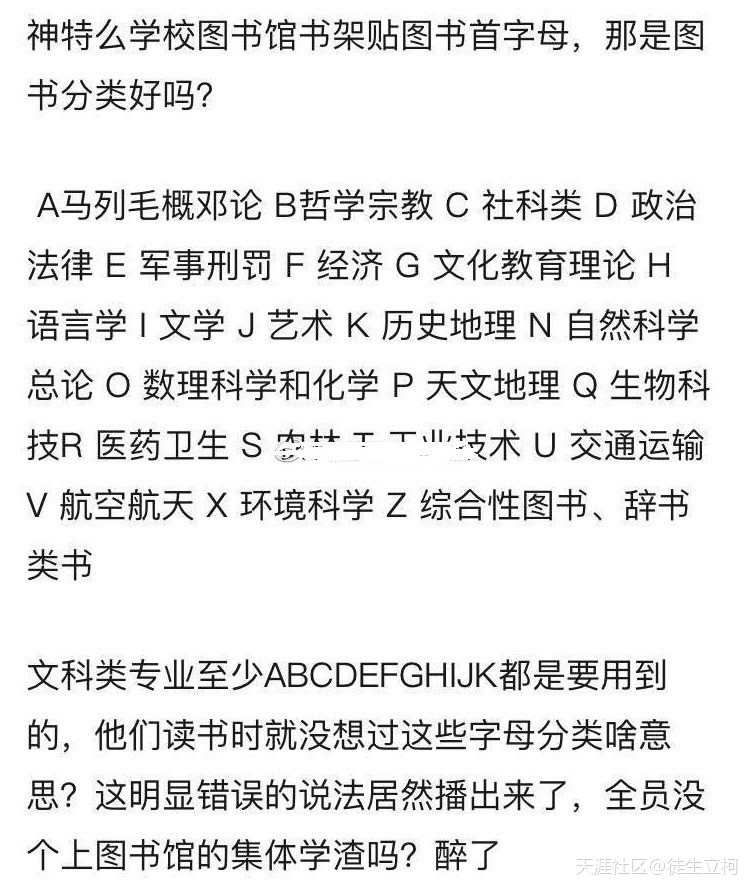 神特么学校图书馆书架贴图书首字母，那是图
书分类好吗？
A马列毛概邓论 B哲学宗教 C 社科类 D 政治
法律 E 军事刑罚 F 经济 G 文化教育理论 H
语言学 I 文学 J 艺术 K 历史地理 N 自然科学
总论 O 数理科学和化学 P 天文地理 Q 生物科
技R 医药卫生 S 农林 T 工业技术 U 交通运输
V 航空航天 X 环境科学 Z 综合性图书、辞书
类书
文科类专业至少ABCDEFGHIJK都是要用到
的，他们读书时就没想过这些字母分类啥意
思？这明显错误的说法居然播出来了，全员没
个上图书馆的集体学渣吗？醉了
天涯社区@徒生立柯